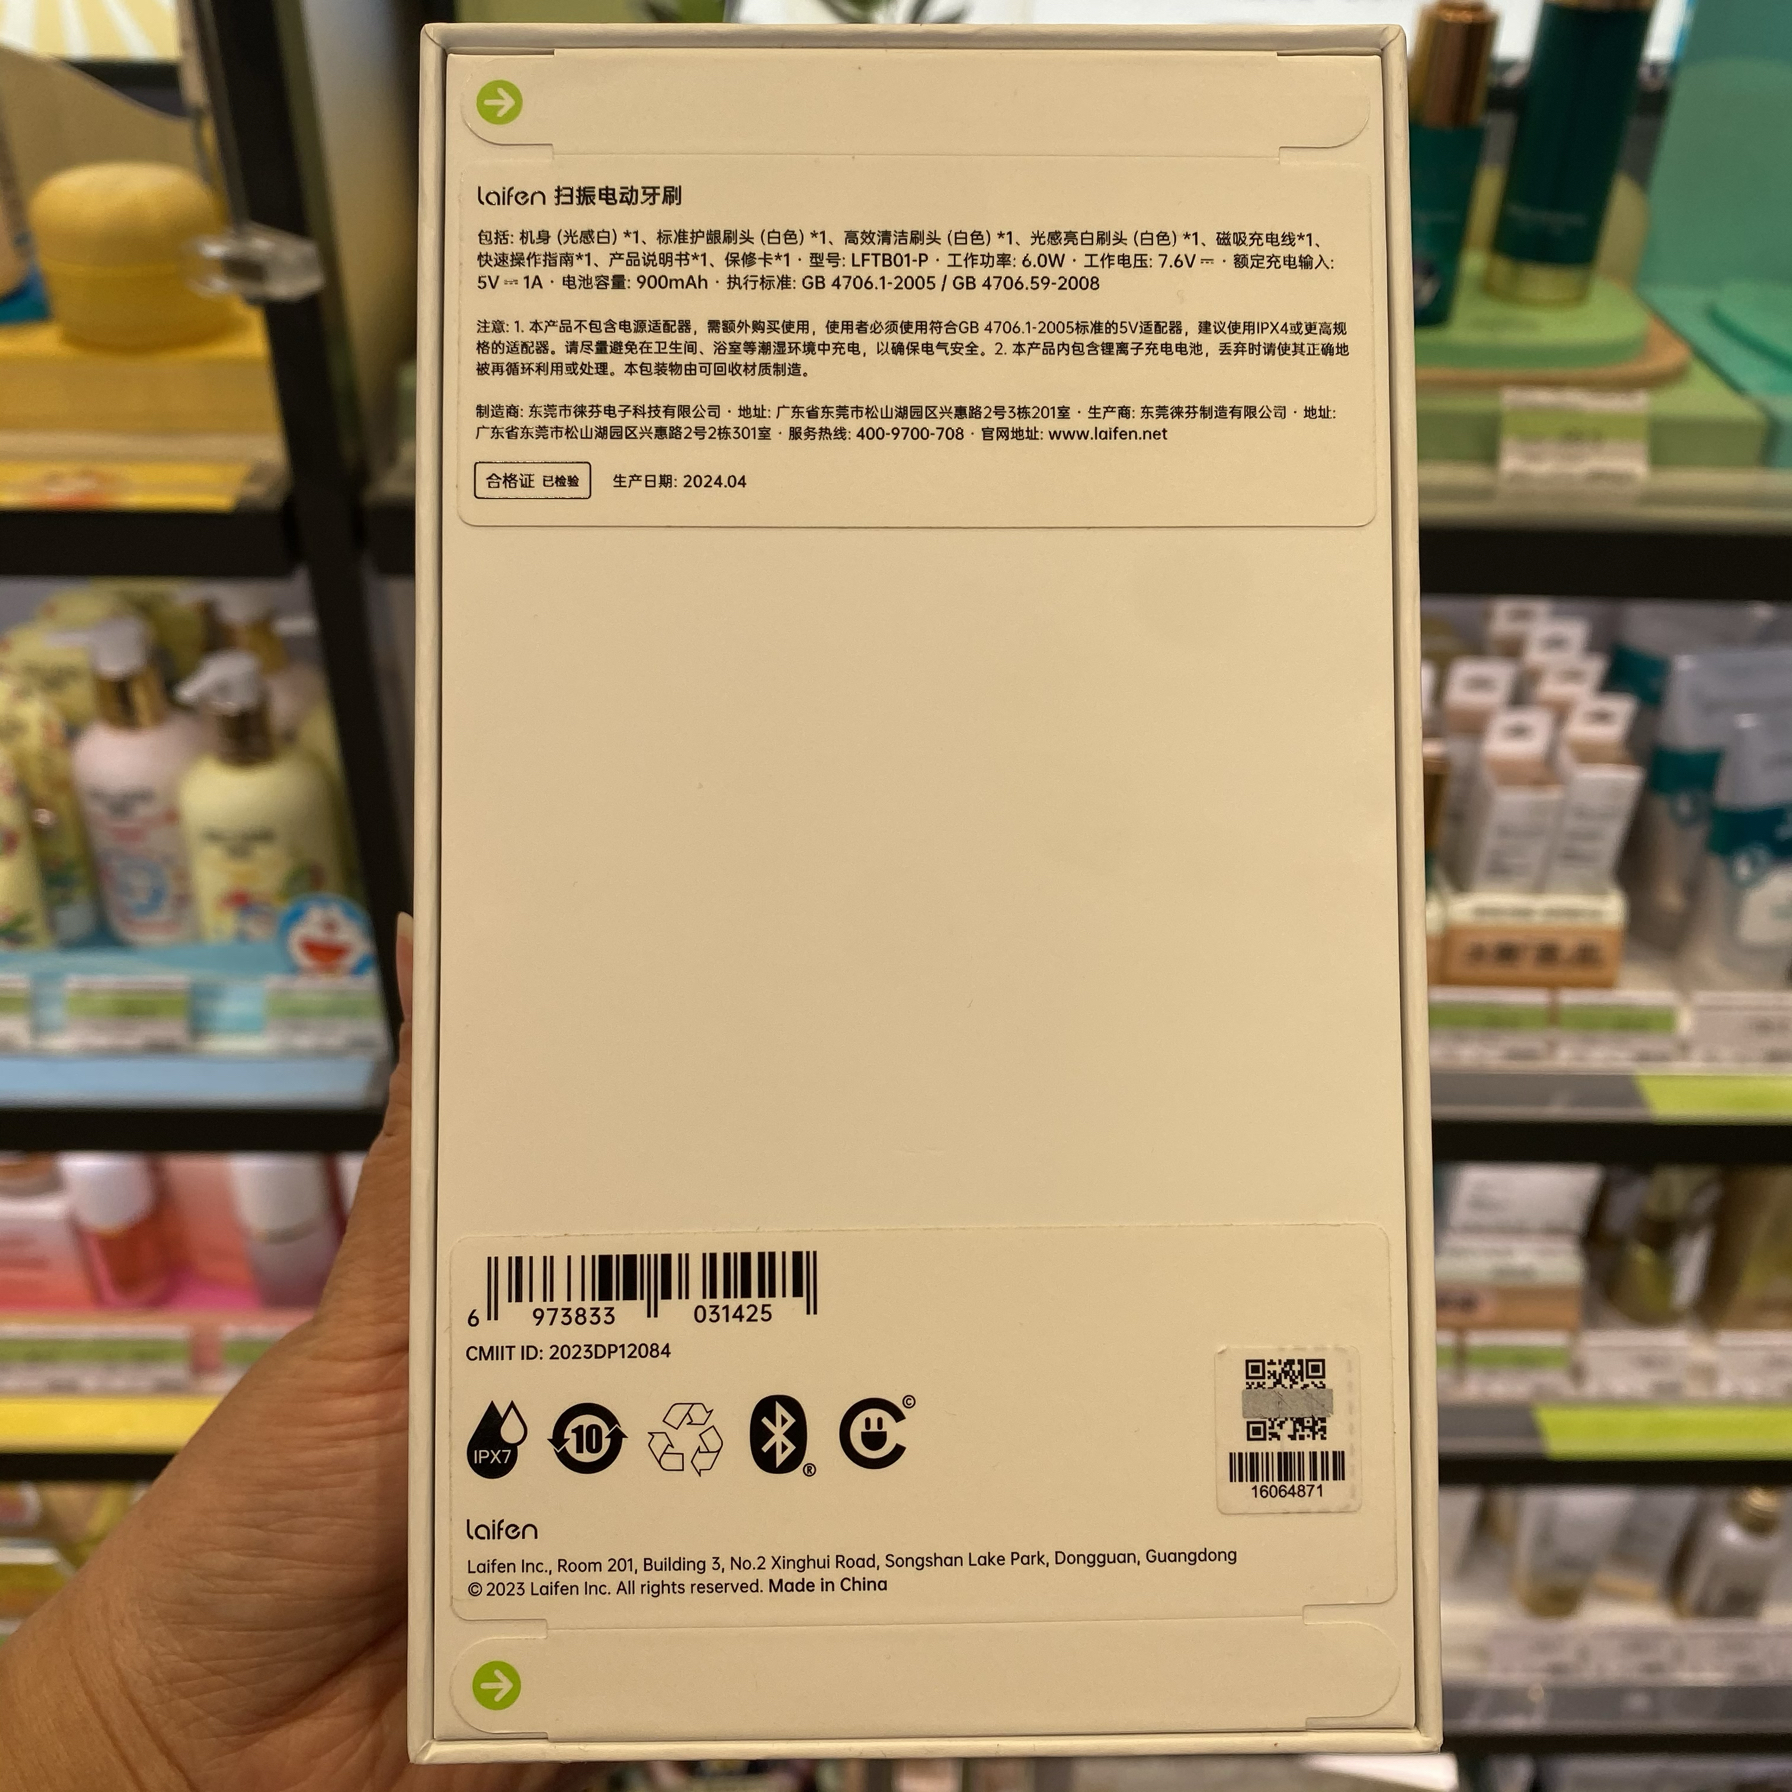 laifen 扫振电动牙刷
包括: 机身 (光感白) *1、标准护龈刷头 (白色) *1、高效清洁刷头 (白色) *1、光感亮白刷头 (白色) *1、磁吸充电线*1、
快速操作指南*1、产品说明书*1、保修卡*1 · 型号: LFTB01-P · 工作功率: 6.0W · 工作电压: 7.6V ⎓ · 额定充电输入:
5V ⎓ 1A · 电池容量: 900mAh · 执行标准: GB 4706.1-2005 / GB 4706.59-2008
注意: 1. 本产品不包含电源适配器，需额外购买使用，使用者必须使用符合GB 4706.1-2005标准的5V适配器，建议使用IPX4或更高规
格的适配器。请尽量避免在卫生间、浴室等潮湿环境中充电，以确保电气安全。2. 本产品内包含锂离子充电电池，丢弃时请使其正确地
被再循环利用或处理。本包装物由可回收材质制造。
制造商: 东莞市徕芬电子科技有限公司 · 地址: 广东省东莞市松山湖园区兴惠路2号3栋201室 · 生产商: 东莞徕芬制造有限公司 · 地址:
广东省东莞市松山湖园区兴惠路2号2栋301室 · 服务热线: 400-9700-708 · 官网地址: www.laifen.net
合格证 已检验 生产日期: 2024.04
6 973833 031425
CMIIT ID: 2023DP12084
IPX7 10 ® ©
16064871
laifen
Laifen Inc., Room 201, Building 3, No.2 Xinghui Road, Songshan Lake Park, Dongguan, Guangdong
© 2023 Laifen Inc. All rights reserved. Made in China